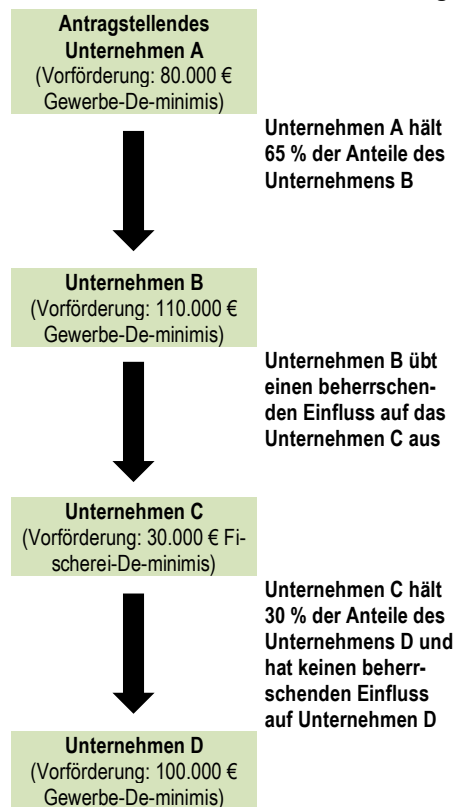 Antragstellendes
Unternehmen A
(Vorförderung: 80.000 €
Gewerbe-De-minimis)
Unternehmen A hält
65 % der Anteile des
Unternehmens B
Unternehmen B
(Vorförderung: 110.000 €
Gewerbe-De-minimis)
Unternehmen B übt
einen beherrschen-
den Einfluss auf das
Unternehmen C aus
Unternehmen C
(Vorförderung: 30.000 € Fi-
scherei-De-minimis)
Unternehmen C hält
30 % der Anteile des
Unternehmens D und
hat keinen beherr-
schenden Einfluss
auf Unternehmen D
Unternehmen D
(Vorförderung: 100.000 €
Gewerbe-De-minimis)